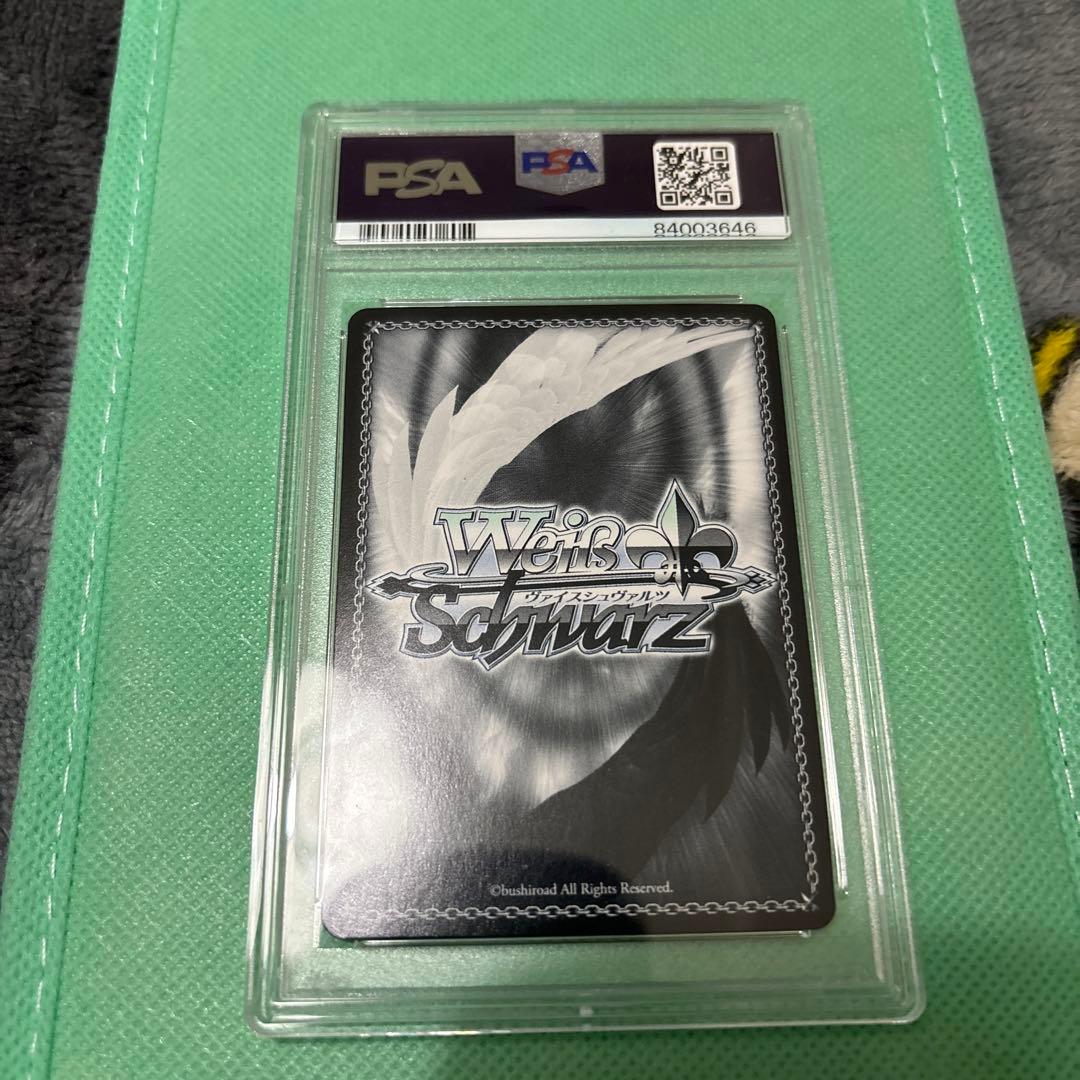 PSA
PSA
84003646
Weiß
ヴァイスシュヴァルツ
Schwarz
©bushiroad All Rights Reserved.